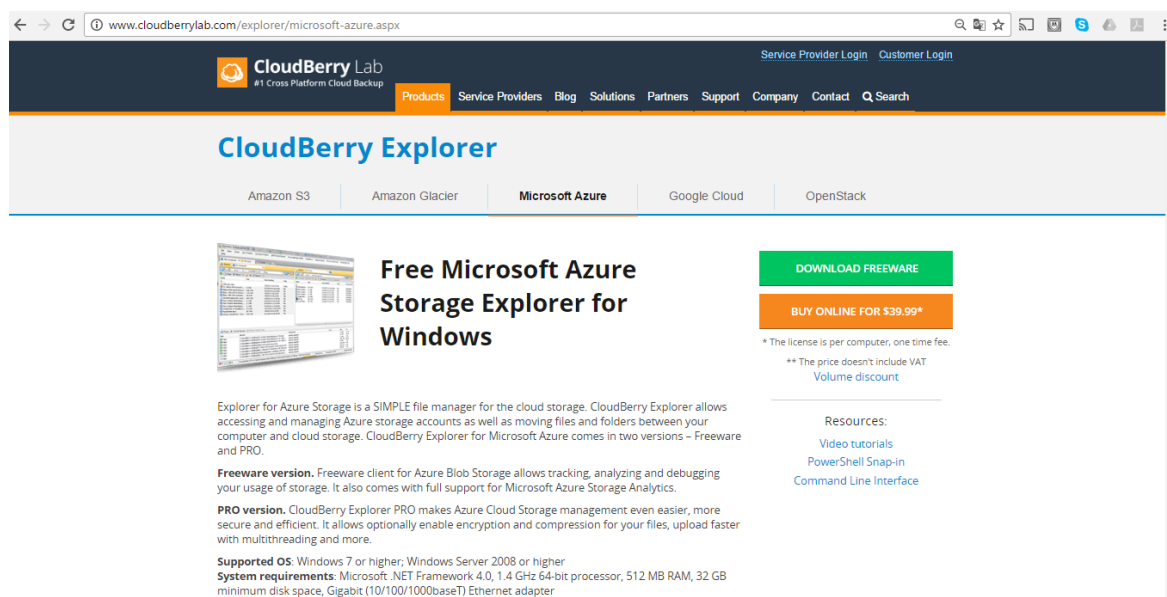 www.cloudberrylab.com/explorer/microsoft-azure.aspx
Service Provider Login Customer Login
CloudBerry Lab
#1 Cross Platform Cloud Backup
Products Service Providers Blog Solutions Partners Support Company Contact Search
CloudBerry Explorer
Amazon S3 Amazon Glacier Microsoft Azure Google Cloud OpenStack
Free Microsoft Azure
Storage Explorer for
Windows
DOWNLOAD FREEWARE
BUY ONLINE FOR $39.99*
* The license is per computer, one time fee.
** The price doesn't include VAT
Volume discount
Resources:
Video tutorials
PowerShell Snap-in
Command Line Interface
Explorer for Azure Storage is a SIMPLE file manager for the cloud storage. CloudBerry Explorer allows
accessing and managing Azure storage accounts as well as moving files and folders between your
computer and cloud storage. CloudBerry Explorer for Microsoft Azure comes in two versions – Freeware
and PRO.
Freeware version. Freeware client for Azure Blob Storage allows tracking, analyzing and debugging
your usage of storage. It also comes with full support for Microsoft Azure Storage Analytics.
PRO version. CloudBerry Explorer PRO makes Azure Cloud Storage management even easier, more
secure and efficient. It allows optionally enable encryption and compression for your files, upload faster
with multithreading and more.
Supported OS: Windows 7 or higher; Windows Server 2008 or higher
System requirements: Microsoft .NET Framework 4.0, 1.4 GHz 64-bit processor, 512 MB RAM, 32 GB
minimum disk space, Gigabit (10/100/1000baseT) Ethernet adapter